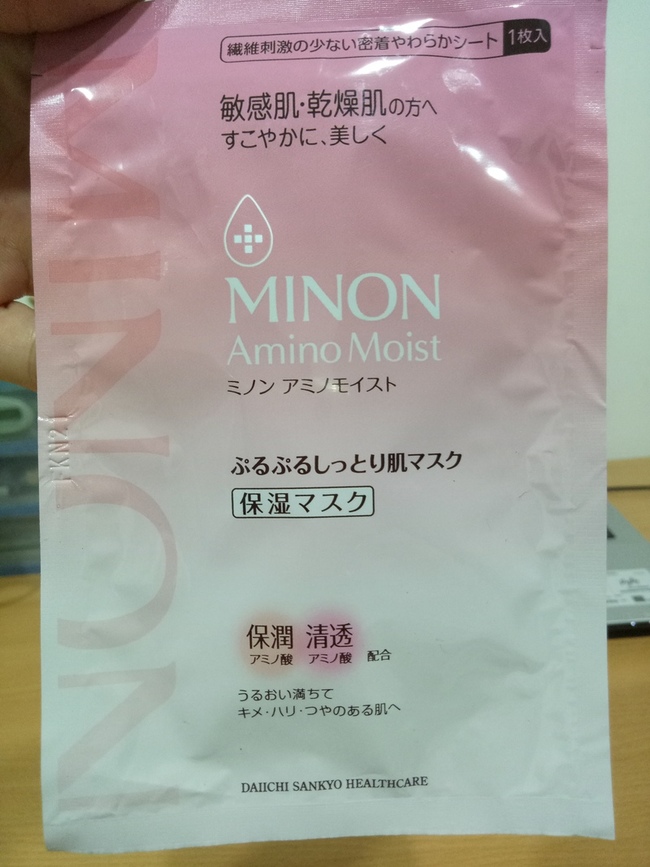 繊維刺激の少ない密着やわらかシート 1枚入
敏感肌・乾燥肌の方へ
すこやかに、美しく
MINON
Amino Moist
ミノン アミノモイスト
ぷるぷるしっとり肌マスク
保湿マスク
保潤 清透
アミノ酸 アミノ酸 配合
うるおい満ちて
キメ・ハリ・つやのある肌へ
DAIICHI SANKYO HEALTHCARE
MINON